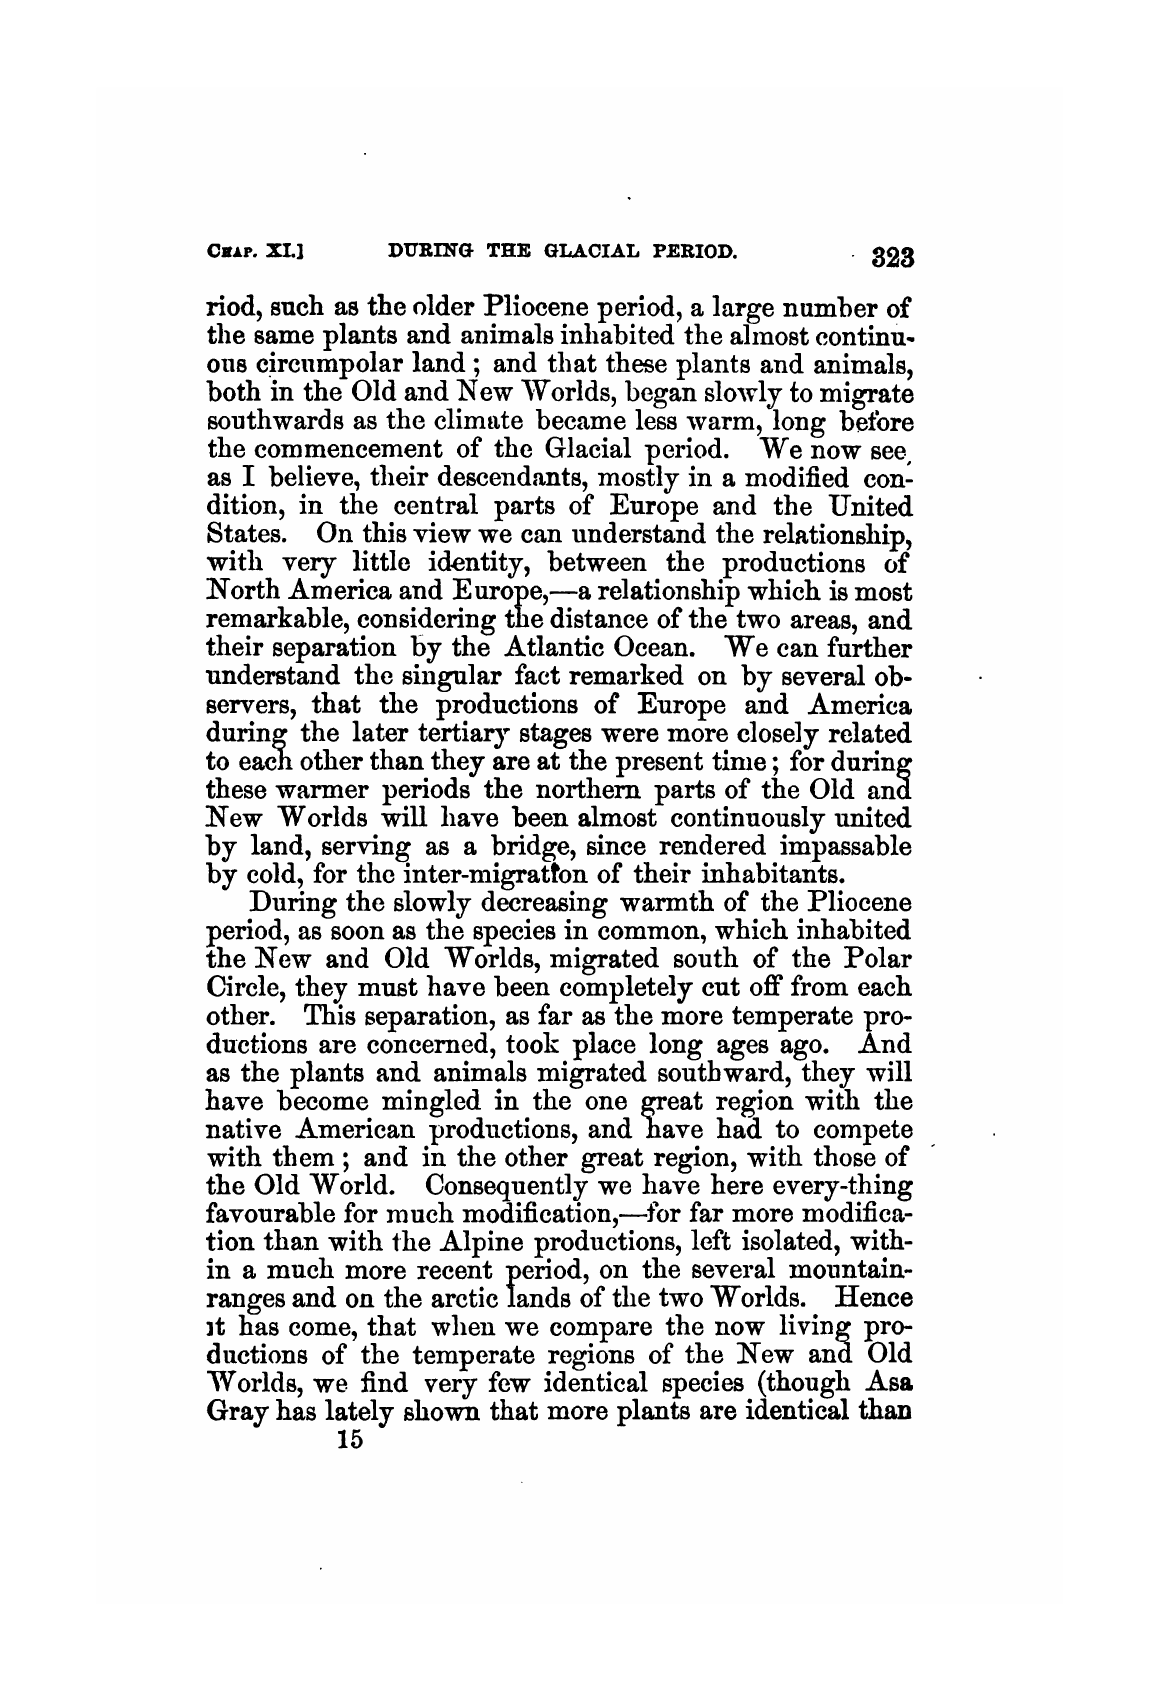 CHAP. XI.] DURING THE GLACIAL PERIOD. 323
riod, such as the older Pliocene period, a large number of
the same plants and animals inhabited the almost continu-
ous circumpolar land ; and that these plants and animals,
both in the Old and New Worlds, began slowly to migrate
southwards as the climate became less warm, long before
the commencement of the Glacial period. We now see,
as I believe, their descendants, mostly in a modified con-
dition, in the central parts of Europe and the United
States. On this view we can understand the relationship,
with very little identity, between the productions of
North America and Europe,—a relationship which is most
remarkable, considering the distance of the two areas, and
their separation by the Atlantic Ocean. We can further
understand the singular fact remarked on by several ob-
servers, that the productions of Europe and America
during the later tertiary stages were more closely related
to each other than they are at the present time ; for during
these warmer periods the northern parts of the Old and
New Worlds will have been almost continuously united
by land, serving as a bridge, since rendered impassable
by cold, for the inter-migration of their inhabitants.
During the slowly decreasing warmth of the Pliocene
period, as soon as the species in common, which inhabited
the New and Old Worlds, migrated south of the Polar
Circle, they must have been completely cut off from each
other. This separation, as far as the more temperate pro-
ductions are concerned, took place long ages ago. And
as the plants and animals migrated southward, they will
have become mingled in the one great region with the
native American productions, and have had to compete
with them ; and in the other great region, with those of
the Old World. Consequently we have here every-thing
favourable for much modification,—for far more modifica-
tion than with the Alpine productions, left isolated, with-
in a much more recent period, on the several mountain-
ranges and on the arctic lands of the two Worlds. Hence
it has come, that when we compare the now living pro-
ductions of the temperate regions of the New and Old
Worlds, we find very few identical species (though Asa
Gray has lately shown that more plants are identical than
15